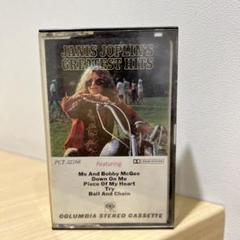 JANIS JOPLIN'S
GREATEST HITS
Featuring
Me And Bobby McGee
Down On Me
Piece Of My Heart
Try
Ball And Chain
COLUMBIA STEREO CASSETTE